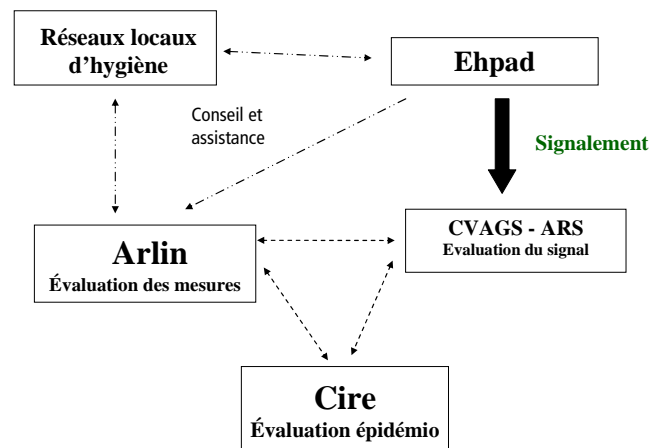 Réseaux locaux
d'hygiène
Ehpad
Conseil et
assistance
Signalement
Arlin
Évaluation des mesures
CVAGS - ARS
Evaluation du signal
Cire
Évaluation épidémio